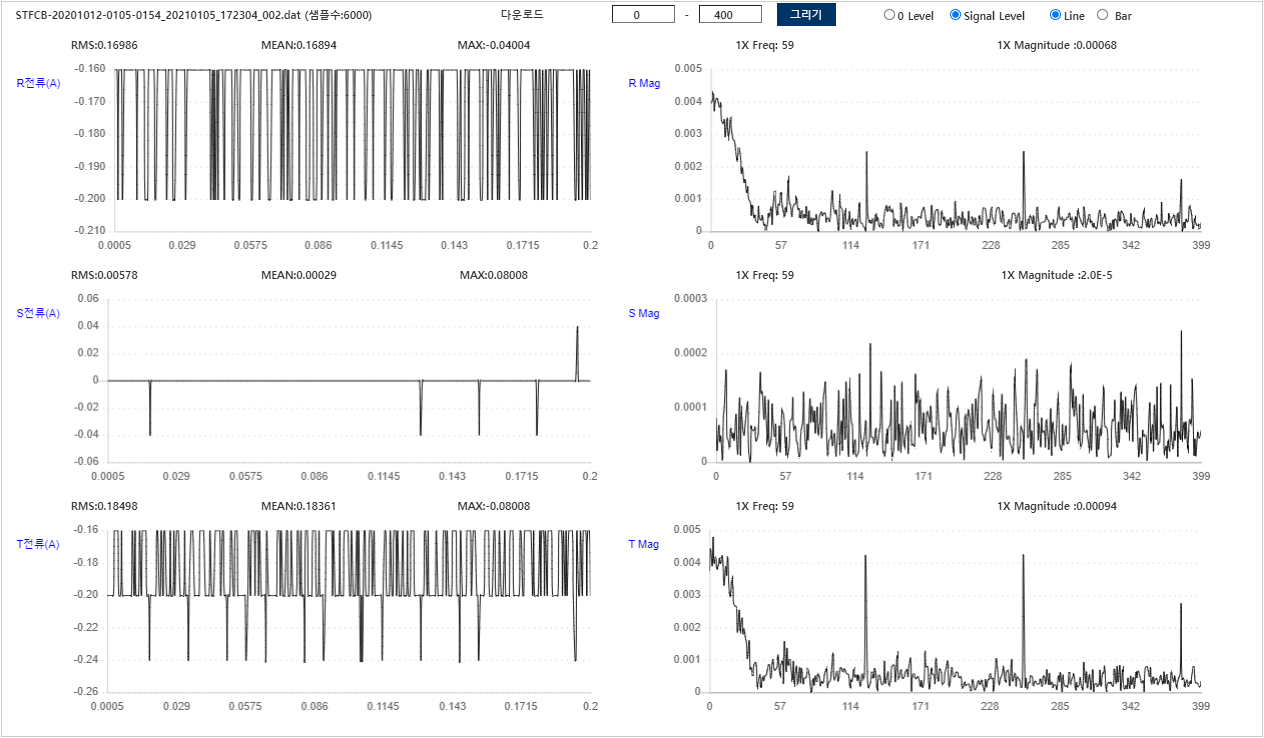 STFCB-20201012-0105-0154_20210105_172304_002.dat (샘플수:6000) 다운로드 0 - 400 그리기 0 Level Signal Level Line Bar
RMS:0.16986 MEAN:0.16894 MAX:-0.04004 1X Freq: 59 1X Magnitude :0.00068
R전류(A)
-0.160
-0.170
-0.180
-0.190
-0.200
-0.210
0.0005 0.029 0.0575 0.086 0.1145 0.143 0.1715 0.2
R Mag
0.005
0.004
0.003
0.002
0.001
0
0 57 114 171 228 285 342 399
RMS:0.00578 MEAN:0.00029 MAX:0.08008 1X Freq: 59 1X Magnitude :2.0E-5
S전류(A)
0.06
0.04
0.02
0
-0.02
-0.04
-0.06
0.0005 0.029 0.0575 0.086 0.1145 0.143 0.1715 0.2
S Mag
0.0003
0.0002
0.0001
0
0 57 114 171 228 285 342 399
RMS:0.18498 MEAN:0.18361 MAX:-0.08008 1X Freq: 59 1X Magnitude :0.00094
T전류(A)
-0.16
-0.18
-0.20
-0.22
-0.24
-0.26
0.0005 0.029 0.0575 0.086 0.1145 0.143 0.1715 0.2
T Mag
0.005
0.004
0.003
0.002
0.001
0
0 57 114 171 228 285 342 399